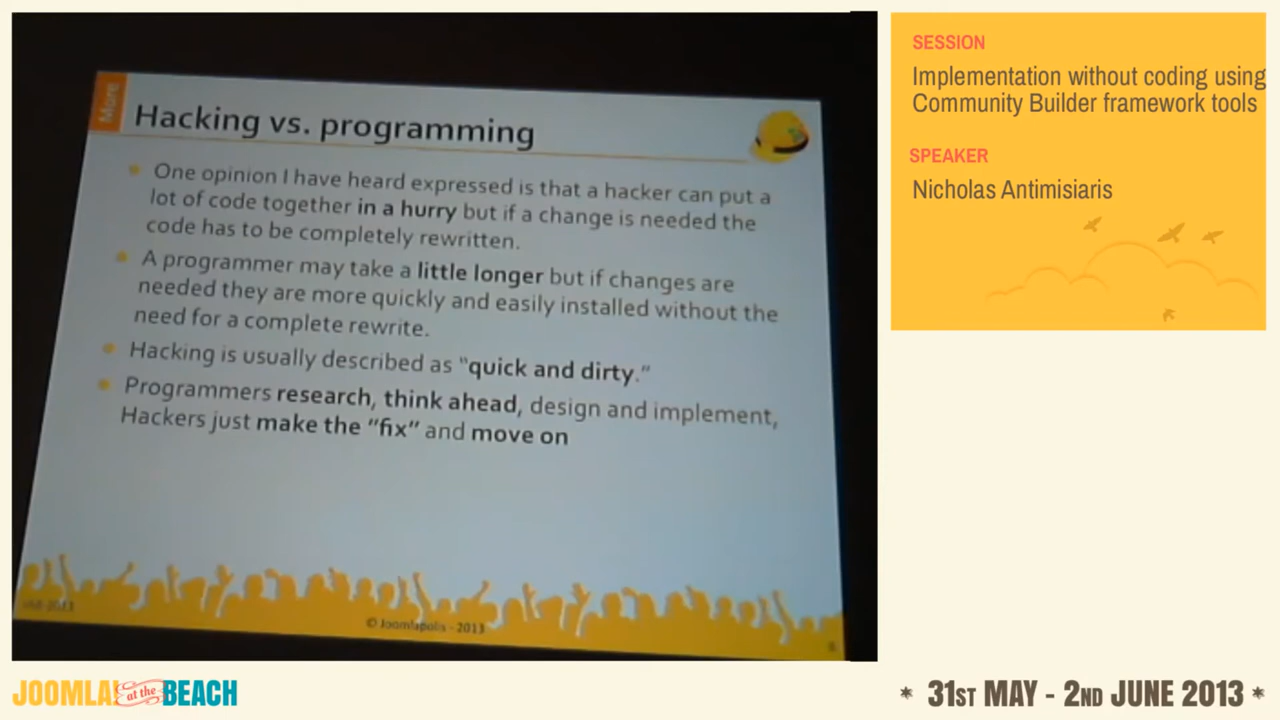 More
Hacking vs. programming
One opinion I have heard expressed is that a hacker can put a
lot of code together in a hurry but if a change is needed the
code has to be completely rewritten.
A programmer may take a little longer but if changes are
needed they are more quickly and easily installed without the
need for a complete rewrite.
Hacking is usually described as "quick and dirty."
Programmers research, think ahead, design and implement,
Hackers just make the "fix" and move on
© Joomlapolis - 2013
SESSION
Implementation without coding using
Community Builder framework tools
SPEAKER
Nicholas Antimisiaris
JOOMLA! at the BEACH
* 31ST MAY - 2ND JUNE 2013 *